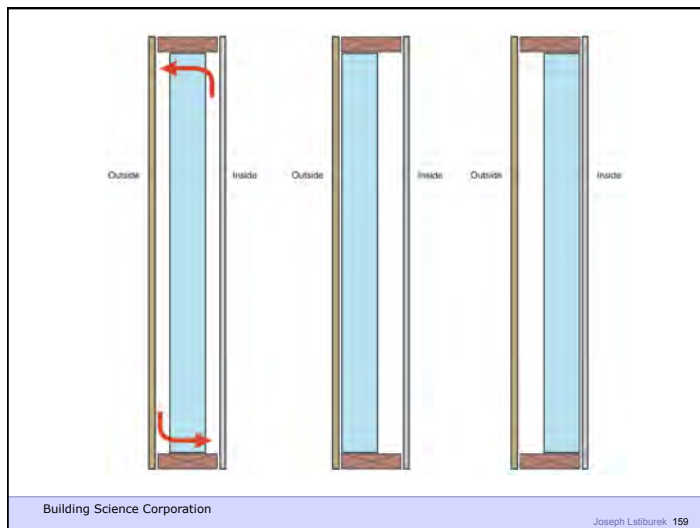 Outside Inside Outside Inside Outside Inside
Building Science Corporation
Joseph Lstiburek 159